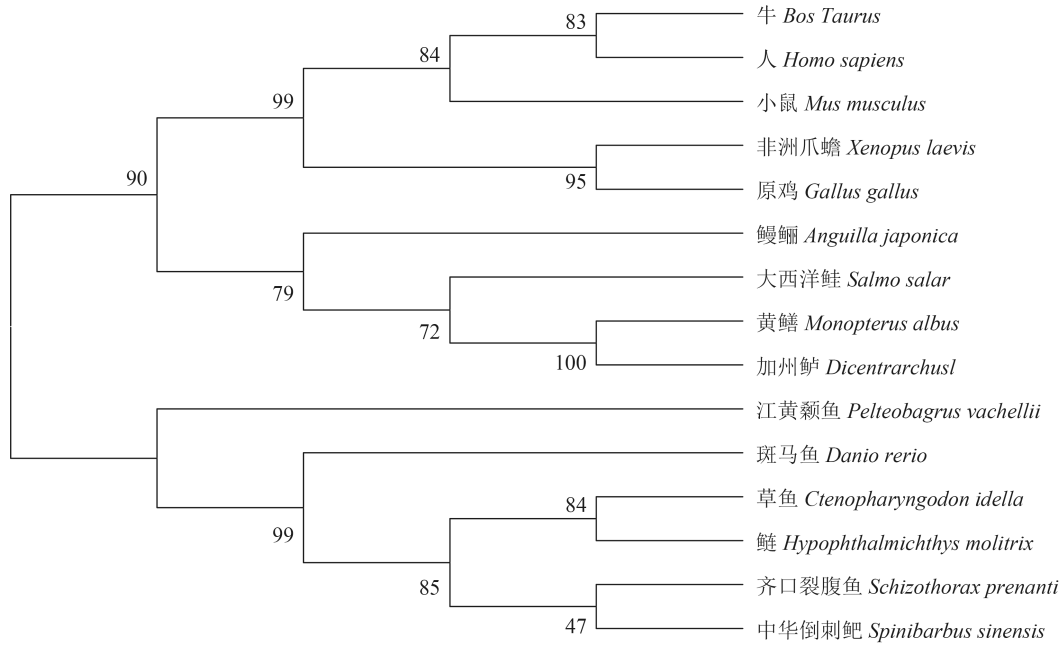 83
牛 Bos Taurus
84
人 Homo sapiens
99
小鼠 Mus musculus
90
非洲爪蟾 Xenopus laevis
95
原鸡 Gallus gallus
鳗鲡 Anguilla japonica
79
大西洋鲑 Salmo salar
72
黄鳝 Monopterus albus
100
加州鲈 Dicentrarchusl
江黄颡鱼 Pelteobagrus vachellii
斑马鱼 Danio rerio
99
84
草鱼 Ctenopharyngodon idella
鲢 Hypophthalmichthys molitrix
85
齐口裂腹鱼 Schizothorax prenanti
47
中华倒刺鲃 Spinibarbus sinensis